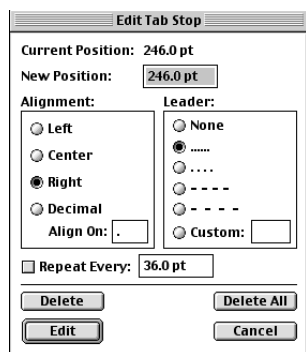 Edit Tab Stop
Current Position: 246.0 pt
New Position: 246.0 pt
Alignment:
Left
Center
Right
Decimal
Align On: .
Leader:
None
......
. . . .
- - - -
- - - -
Custom:
Repeat Every: 36.0 pt
Delete
Delete All
Edit
Cancel